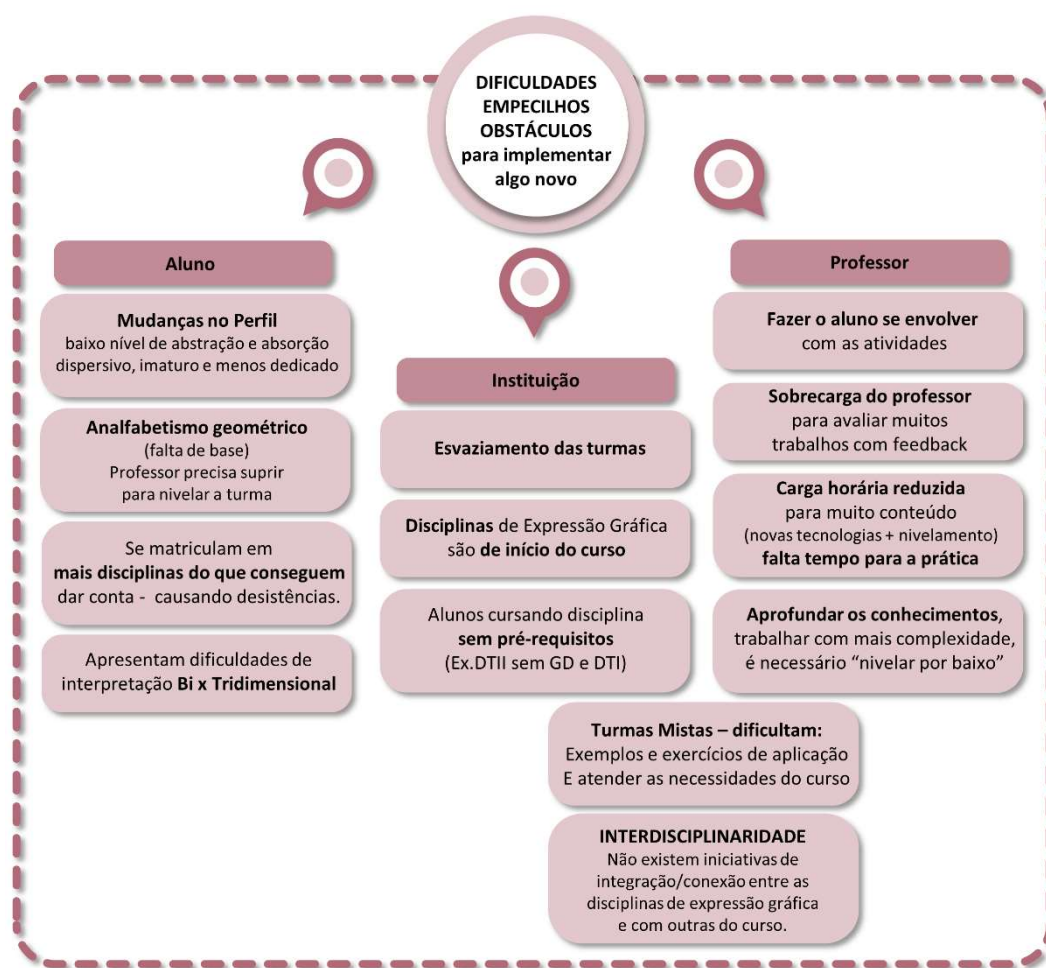 DIFICULDADES
EMPECILHOS
OBSTÁCULOS
para implementar
algo novo
Aluno
Mudanças no Perfil
baixo nível de abstração e absorção
dispersivo, imaturo e menos dedicado
Analfabetismo geométrico
(falta de base)
Professor precisa suprir
para nivelar a turma
Se matriculam em
mais disciplinas do que conseguem
dar conta - causando desistências.
Apresentam dificuldades de
interpretação Bi x Tridimensional
Instituição
Esvaziamento das turmas
Disciplinas de Expressão Gráfica
são de início do curso
Alunos cursando disciplina
sem pré-requisitos
(Ex.DTII sem GD e DTI)
Professor
Fazer o aluno se envolver
com as atividades
Sobrecarga do professor
para avaliar muitos
trabalhos com feedback
Carga horária reduzida
para muito conteúdo
(novas tecnologias + nivelamento)
falta tempo para a prática
Aprofundar os conhecimentos,
trabalhar com mais complexidade,
é necessário “nivelar por baixo”
Turmas Mistas – dificultam:
Exemplos e exercícios de aplicação
E atender as necessidades do curso
INTERDISCIPLINARIDADE
Não existem iniciativas de
integração/conexão entre as
disciplinas de expressão gráfica
e com outras do curso.